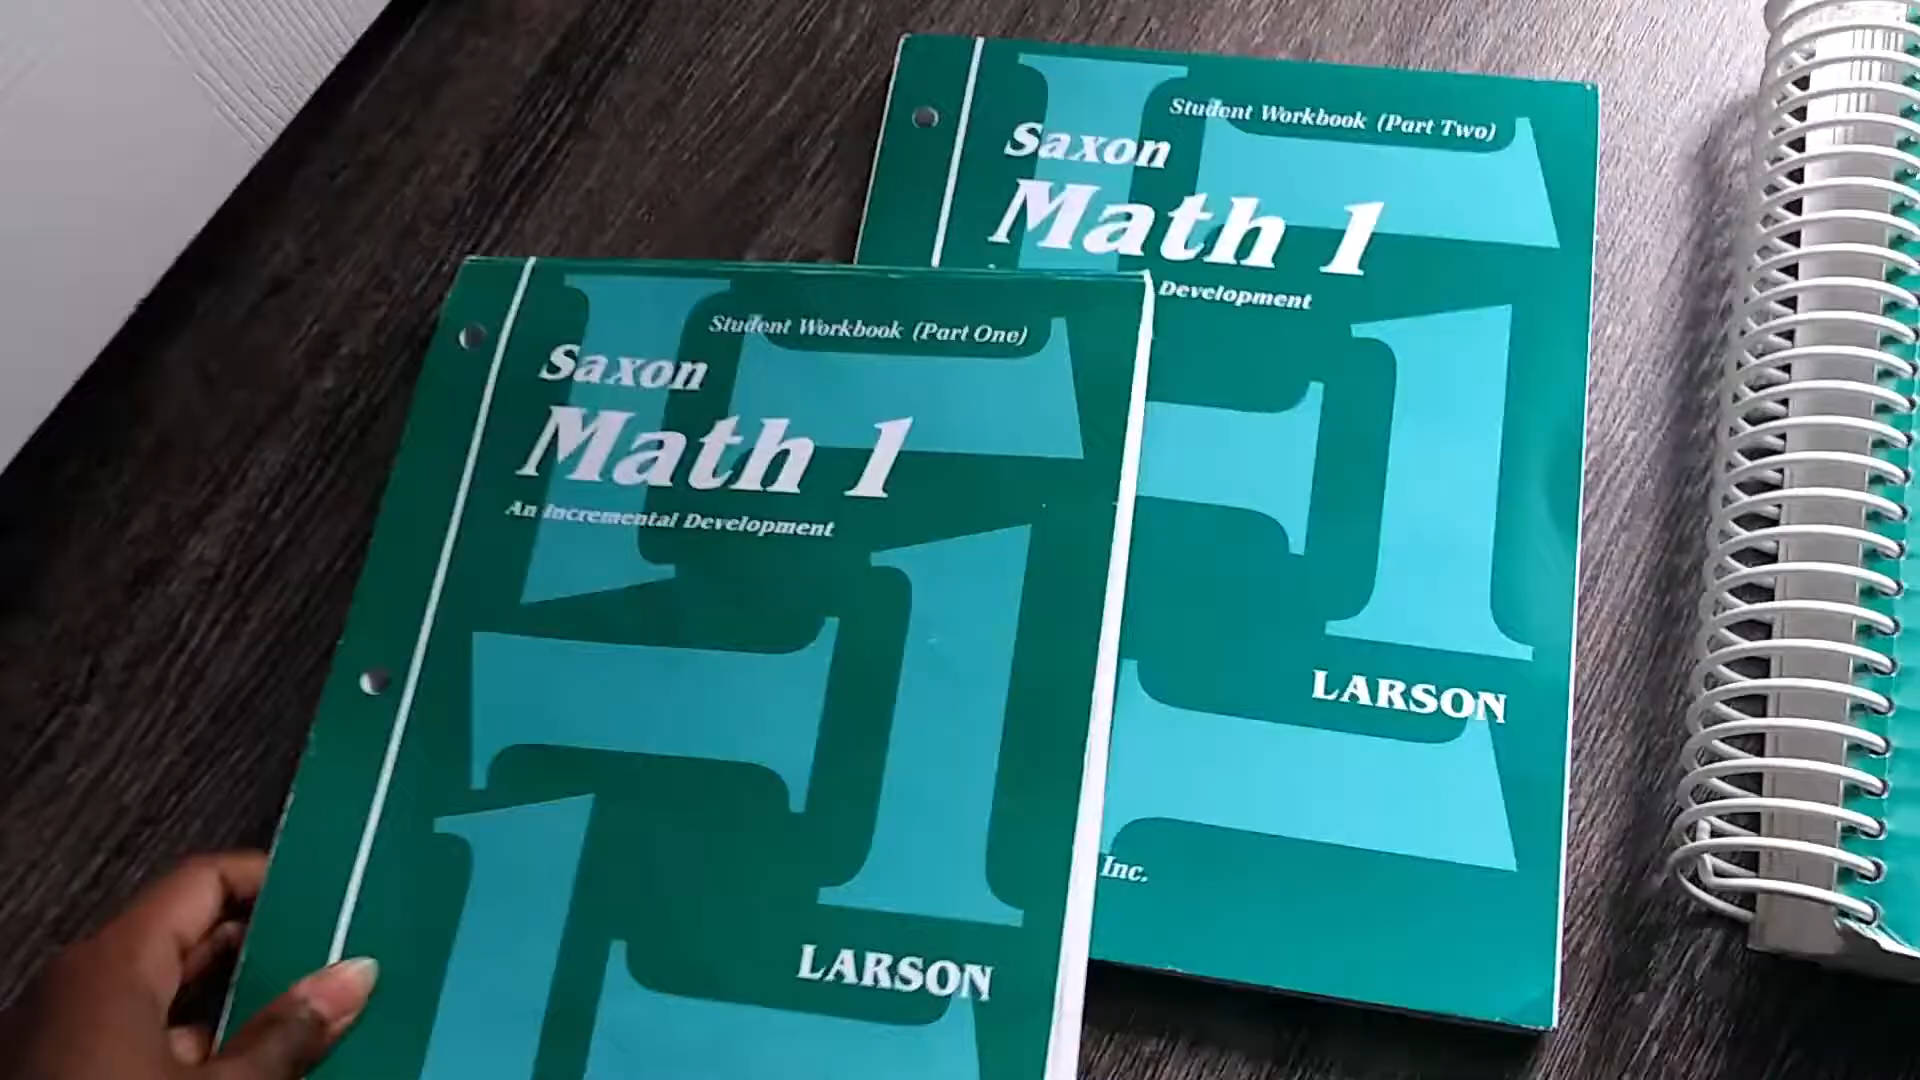 Student Workbook (Part Two)
Saxon
Math 1
Development
LARSON
Inc.
Student Workbook (Part One)
Saxon
Math 1
An Incremental Development
LARSON